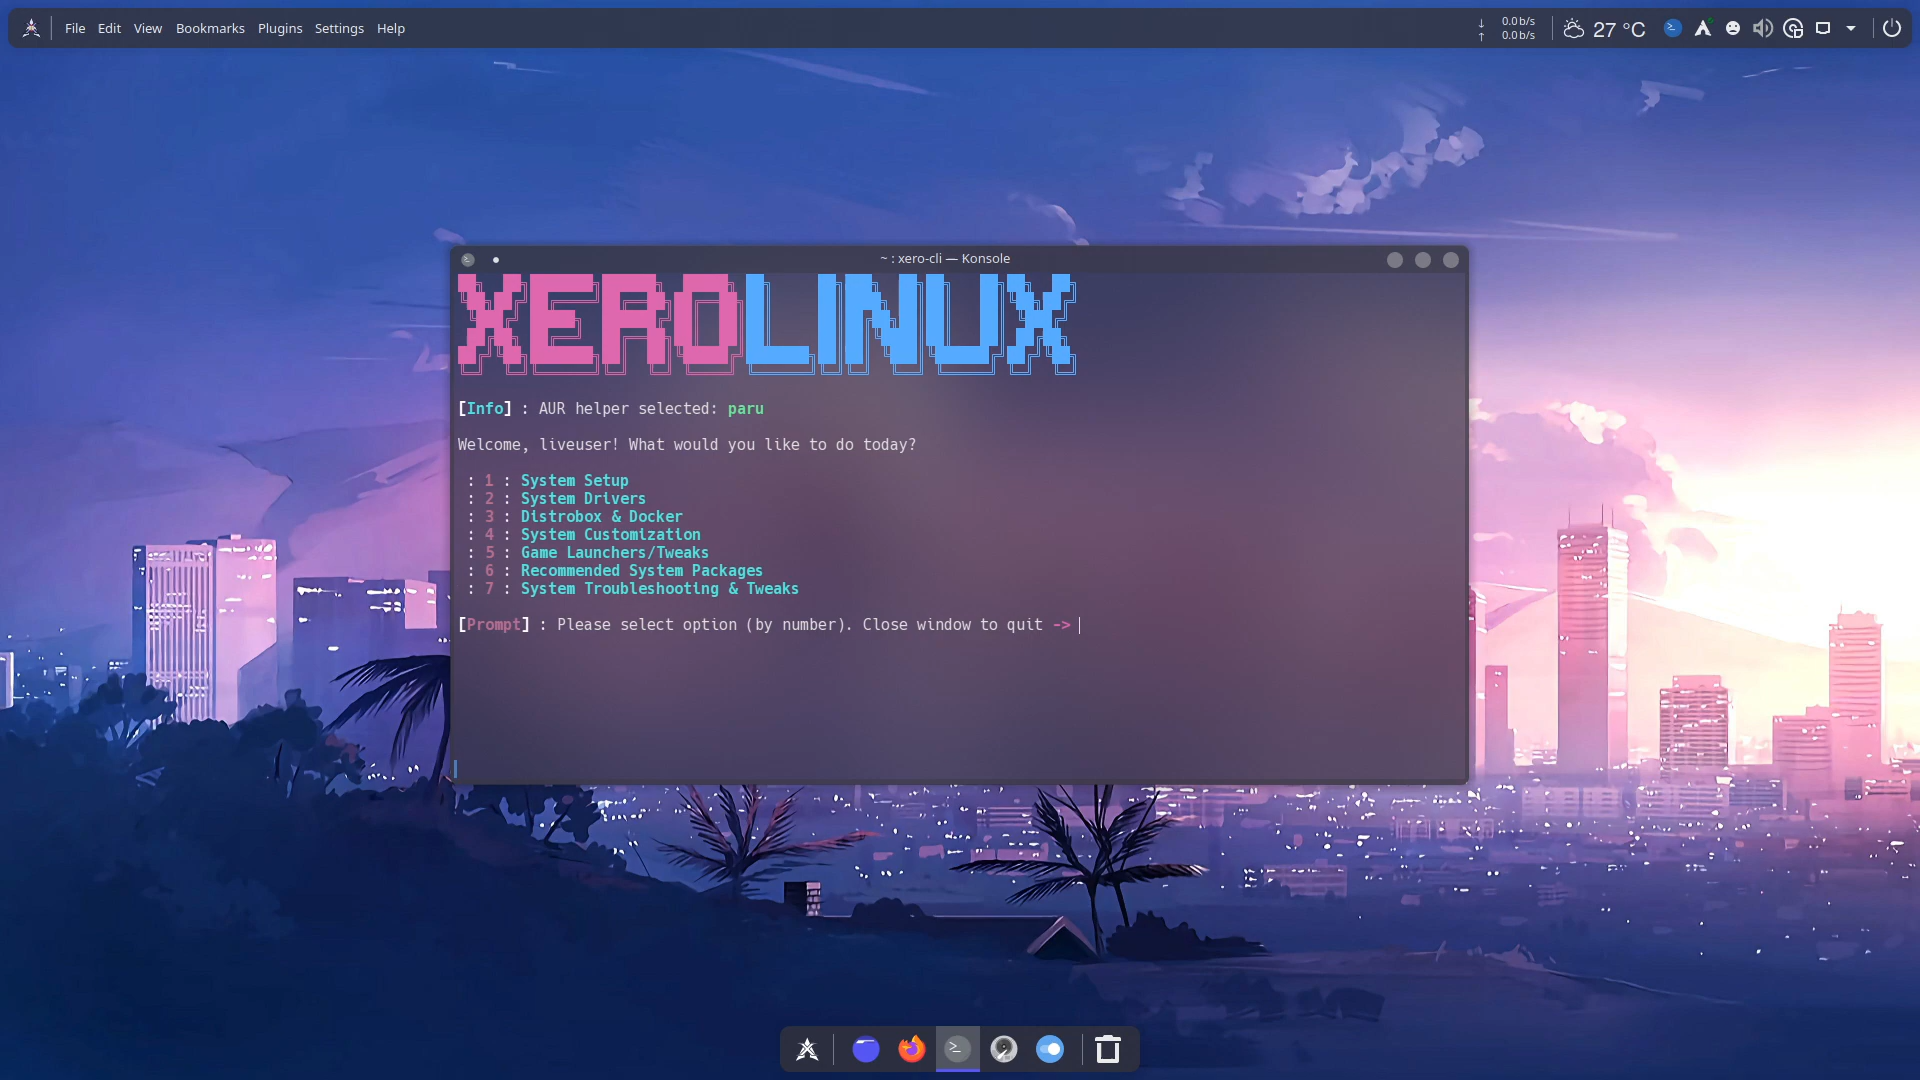 File Edit View Bookmarks Plugins Settings Help
↓ 0.0 b/s
↑ 0.0 b/s
27 °C
~ : xero-cli — Konsole
XEROLINUX
[Info] : AUR helper selected: paru
Welcome, liveuser! What would you like to do today?
: 1 : System Setup
: 2 : System Drivers
: 3 : Distrobox & Docker
: 4 : System Customization
: 5 : Game Launchers/Tweaks
: 6 : Recommended System Packages
: 7 : System Troubleshooting & Tweaks
[Prompt] : Please select option (by number). Close window to quit ->